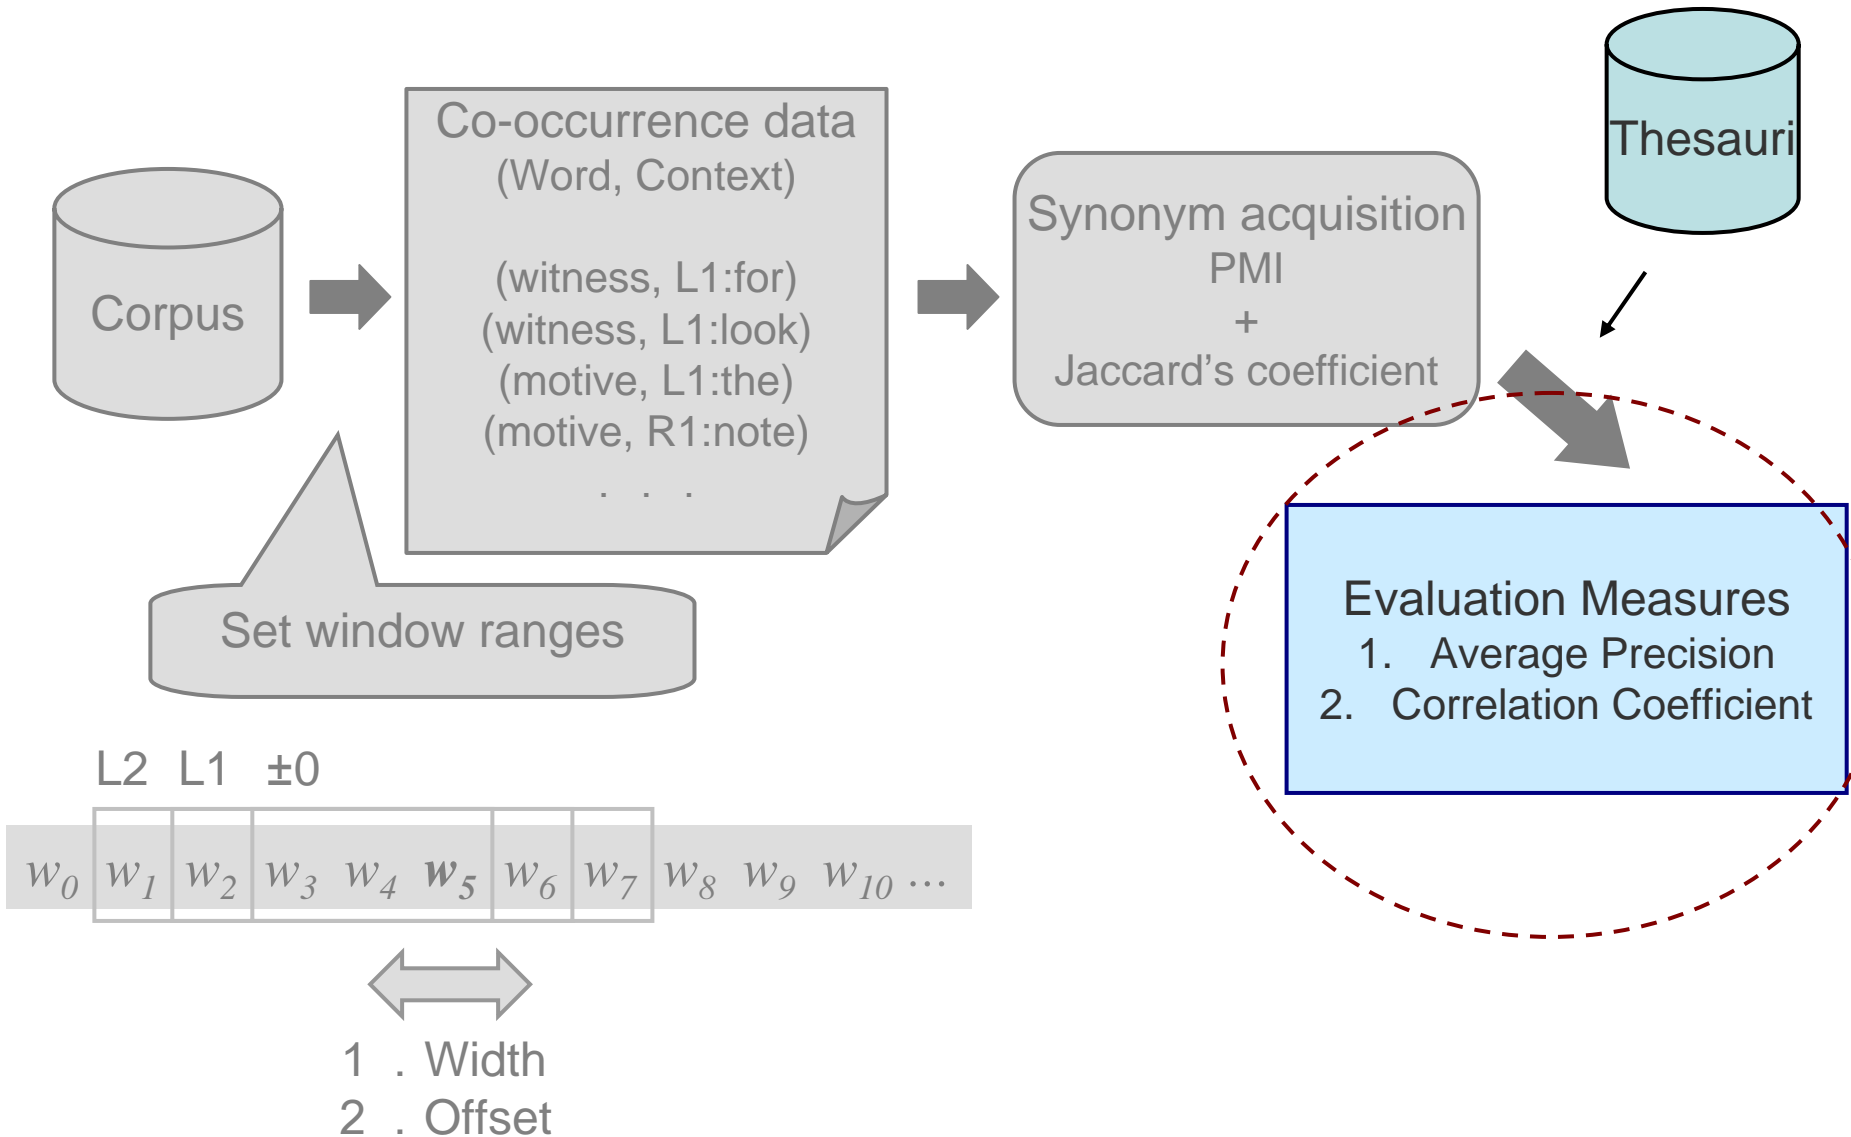 Thesauri
Co-occurrence data
(Word, Context)
(witness, L1:for)
(witness, L1:look)
(motive, L1:the)
(motive, R1:note)
. . .
Corpus
Synonym acquisition
PMI
+
Jaccard's coefficient
Set window ranges
Evaluation Measures
1. Average Precision
2. Correlation Coefficient
L2 L1 ±0
w0 w1 w2 w3 w4 w5 w6 w7 w8 w9 w10 ...
1 . Width
2 . Offset